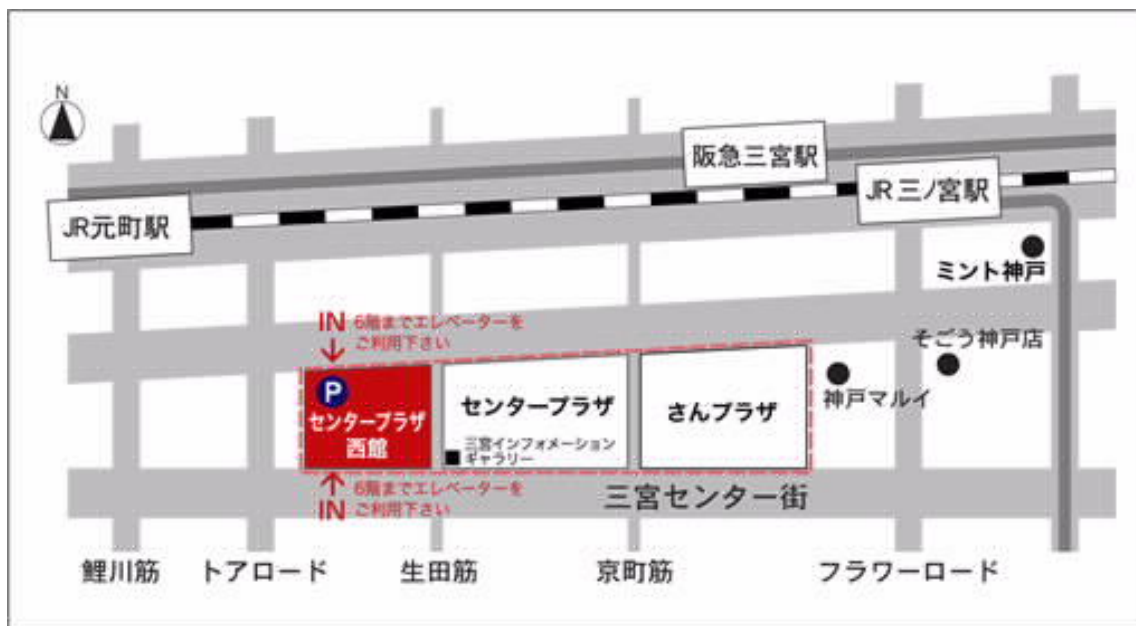 N
阪急三宮駅
JR三ノ宮駅
JR元町駅
ミント神戸
IN 6階までエレベーターを
ご利用下さい
そごう神戸店
P
センタープラザ
西館
センタープラザ
三宮インフォメーション
ギャラリー
さんプラザ
神戸マルイ
6階までエレベーターを
IN ご利用下さい
三宮センター街
鯉川筋
トアロード
生田筋
京町筋
フラワーロード